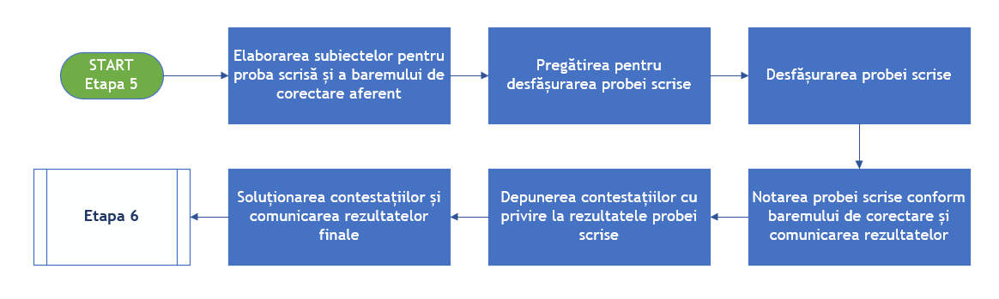 START
Etapa 5
Elaborarea subiectelor pentru
proba scrisă și a baremului de
corectare aferent
Pregătirea pentru
desfășurarea probei scrise
Desfășurarea probei scrise
Notarea probei scrise conform
baremului de corectare și
comunicarea rezultatelor
Depunerea contestațiilor cu
privire la rezultatele probei
scrise
Soluționarea contestațiilor și
comunicarea rezultatelor
finale
Etapa 6